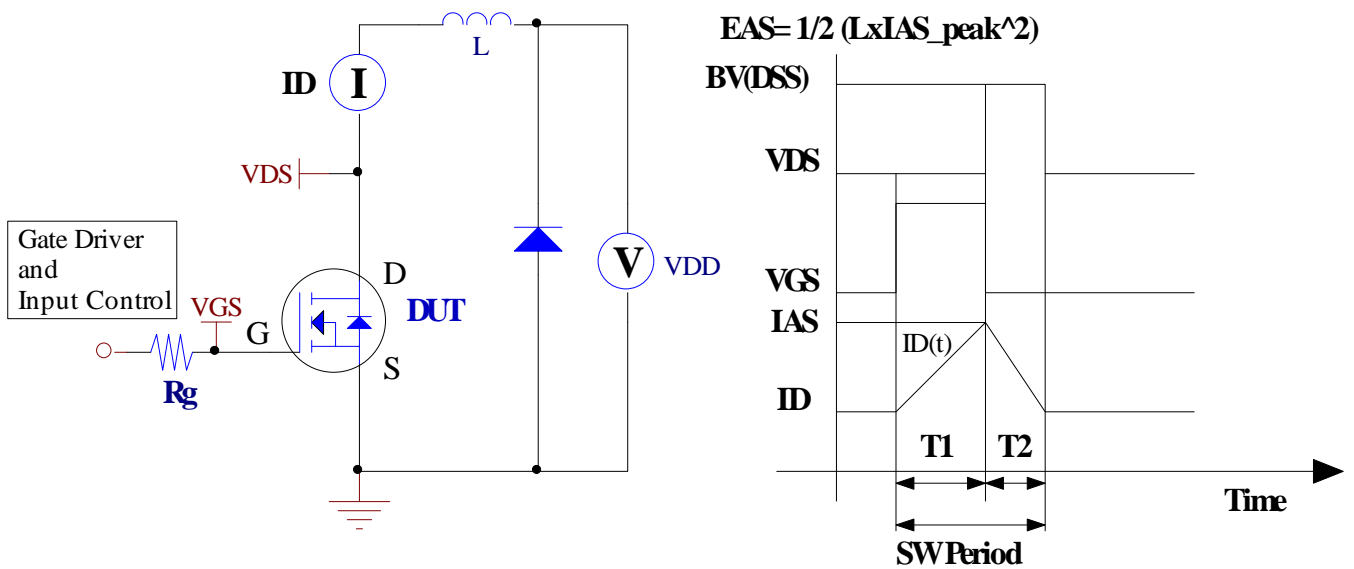 L
ID
I
VDS
Gate Driver
and
Input Control
VGS
G
D
DUT
S
Rg
V
VDD
EAS= 1/2 (LxIAS_peak^2)
BV(DSS)
VDS
VGS
IAS
ID(t)
ID
T1
T2
Time
SW Period